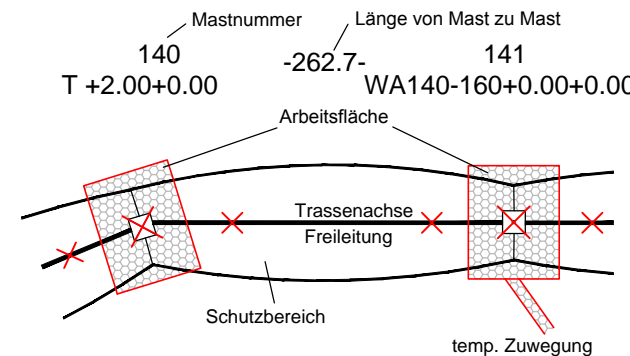 Mastnummer
Länge von Mast zu Mast
140
-262.7-
141
T +2.00+0.00
WA140-160+0.00+0.00
Arbeitsfläche
Trassenachse
Freileitung
Schutzbereich
temp. Zuwegung